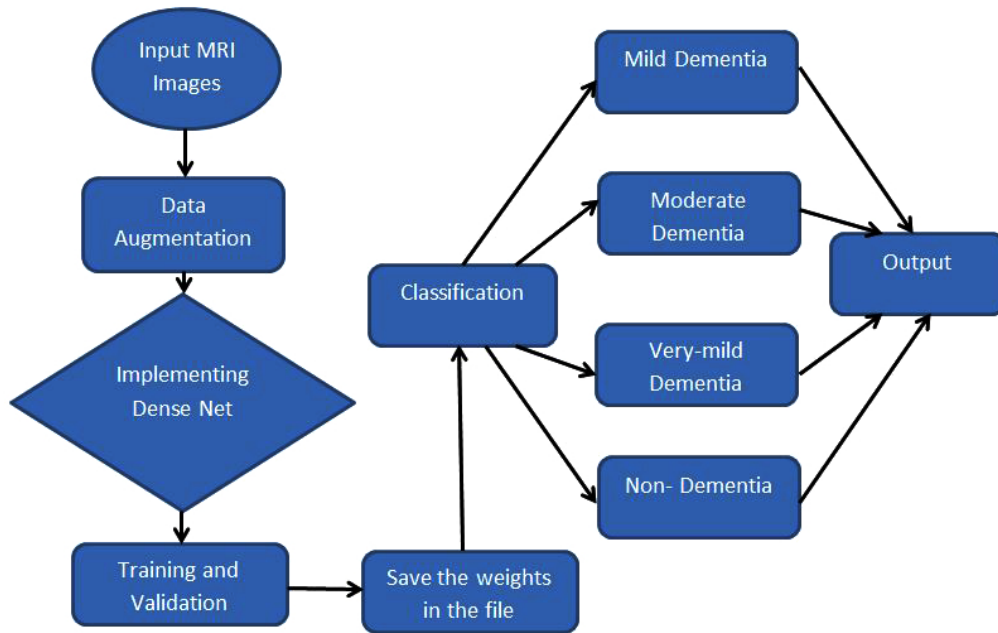 Input MRI
Images
Data
Augmentation
Implementing
Dense Net
Training and
Validation
Save the weights
in the file
Classification
Mild Dementia
Moderate
Dementia
Very-mild
Dementia
Non- Dementia
Output